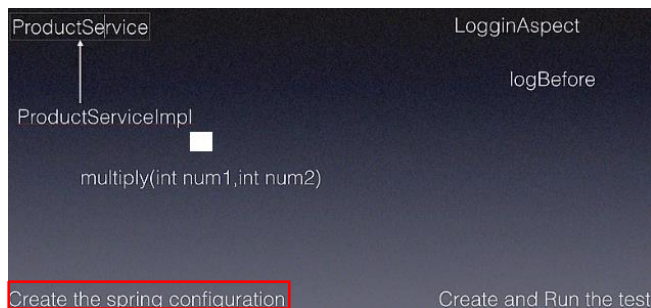 ProductService
LogginAspect
logBefore
ProductServiceImpl
multiply(int num1,int num2)
Create the spring configuration
Create and Run the test